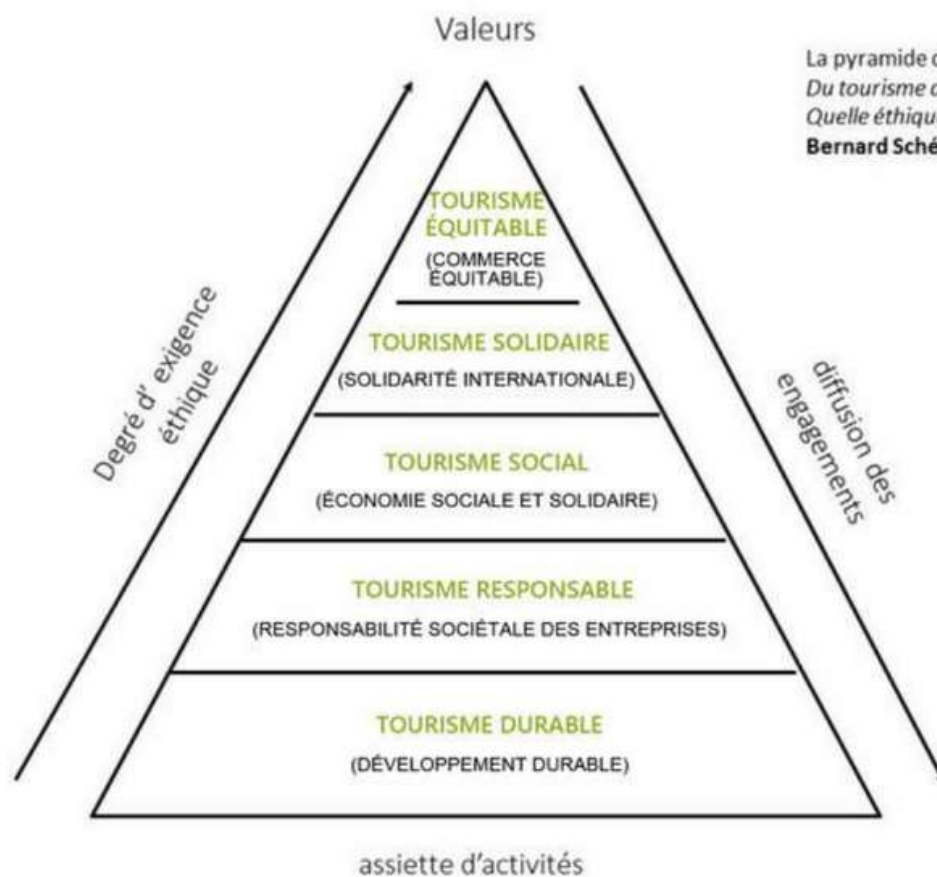 Valeurs
La pyramide
Du tourisme
Quelle éthique
Bernard
TOURISME
ÉQUITABLE
(COMMERCE
ÉQUITABLE)
TOURISME SOLIDAIRE
(SOLIDARITÉ INTERNATIONALE)
TOURISME SOCIAL
(ÉCONOMIE SOCIALE ET SOLIDAIRE)
TOURISME RESPONSABLE
(RESPONSABILITÉ SOCIÉTALE DES ENTREPRISES)
TOURISME DURABLE
(DÉVELOPPEMENT DURABLE)
Degré d' exigence
éthique
diffusion des
engagements
assiette d'activités